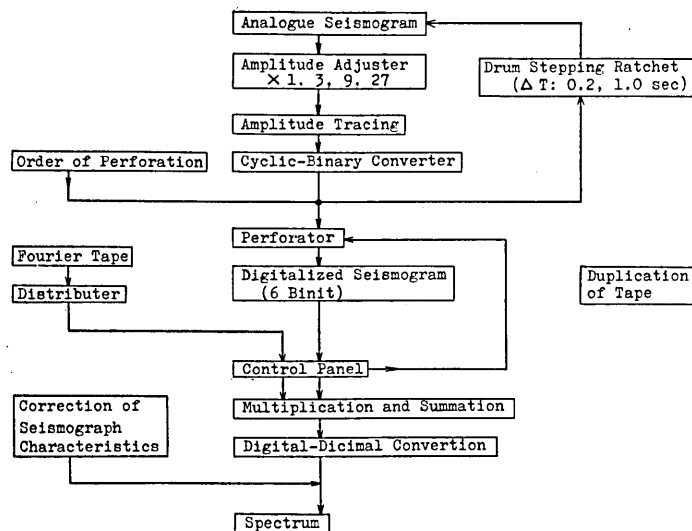 Analogue Seismogram
Amplitude Adjuster
× 1. 3, 9. 27
Drum Stepping Ratchet
(Δ T: 0.2, 1.0 sec)
Amplitude Tracing
Order of Perforation
Cyclic-Binary Converter
Perforator
Fourier Tape
Digitalized Seismogram
(6 Binit)
Duplication
of Tape
Distributer
Control Panel
Correction of
Seismograph
Characteristics
Multiplication and Summation
Digital-Dicimal Convertion
Spectrum